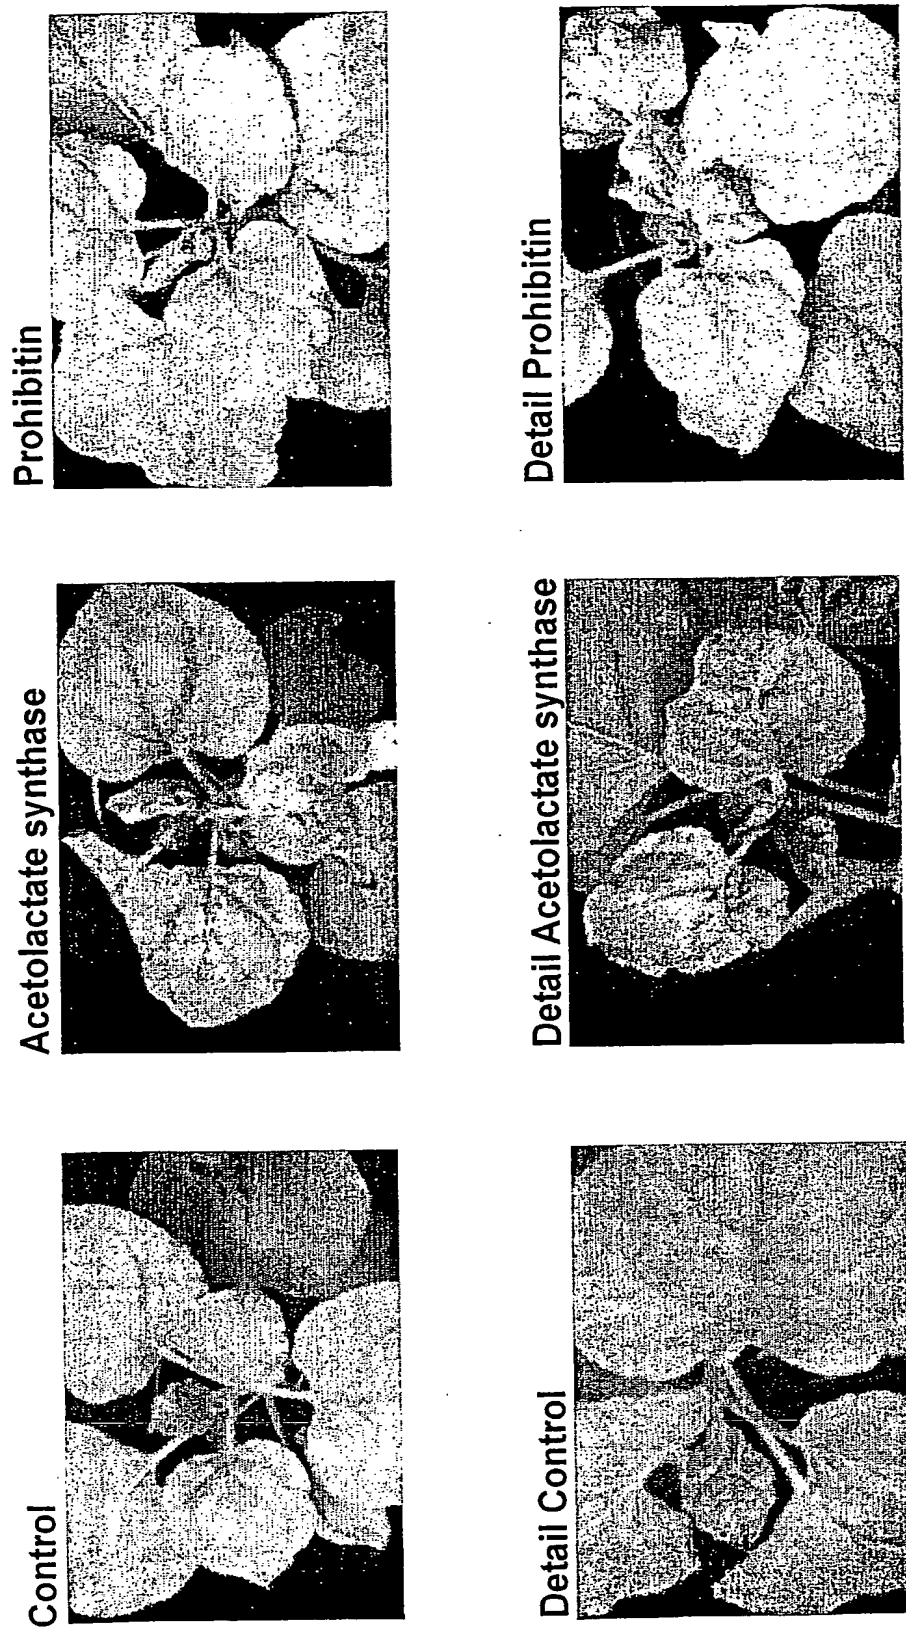 Control
Acetolactate synthase
Prohibitin
Detail Control
Detail Acetolactate synthase
Detail Prohibitin